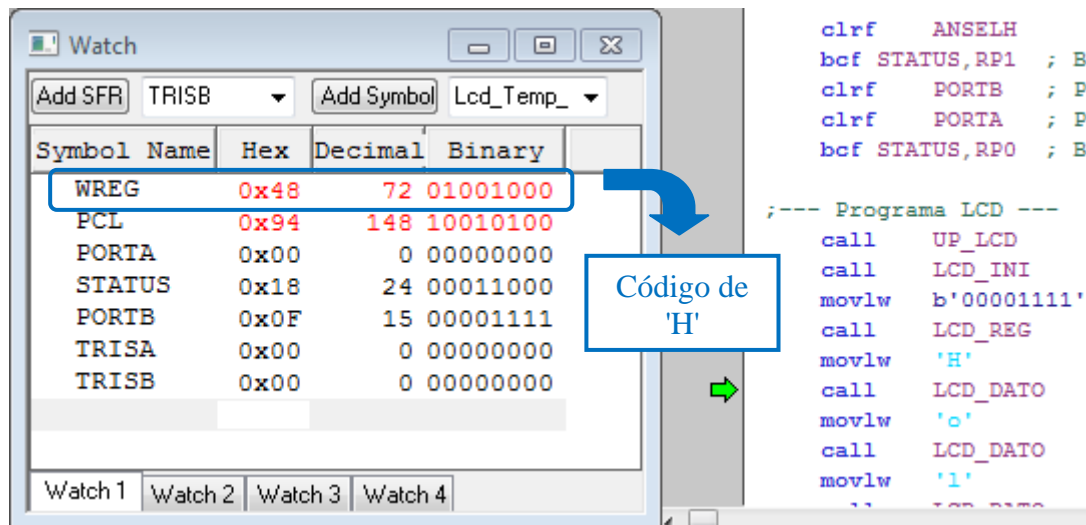 Watch
Add SFR TRISB Add Symbol Lcd_Temp_
Symbol Name Hex Decimal Binary
WREG 0x48 72 01001000
PCL 0x94 148 10010100
PORTA 0x00 0 00000000
STATUS 0x18 24 00011000
PORTB 0x0F 15 00001111
TRISA 0x00 0 00000000
TRISB 0x00 0 00000000
Watch 1 Watch 2 Watch 3 Watch 4
Código de
'H'
clrf ANSELH
bcf STATUS,RP1 ; B
clrf PORTB ; P
clrf PORTA ; P
bcf STATUS,RP0 ; B
;--- Programa LCD ---
call UP_LCD
call LCD_INI
movlw b'00001111'
call LCD_REG
movlw 'H'
call LCD_DATO
movlw 'o'
call LCD_DATO
movlw 'l'